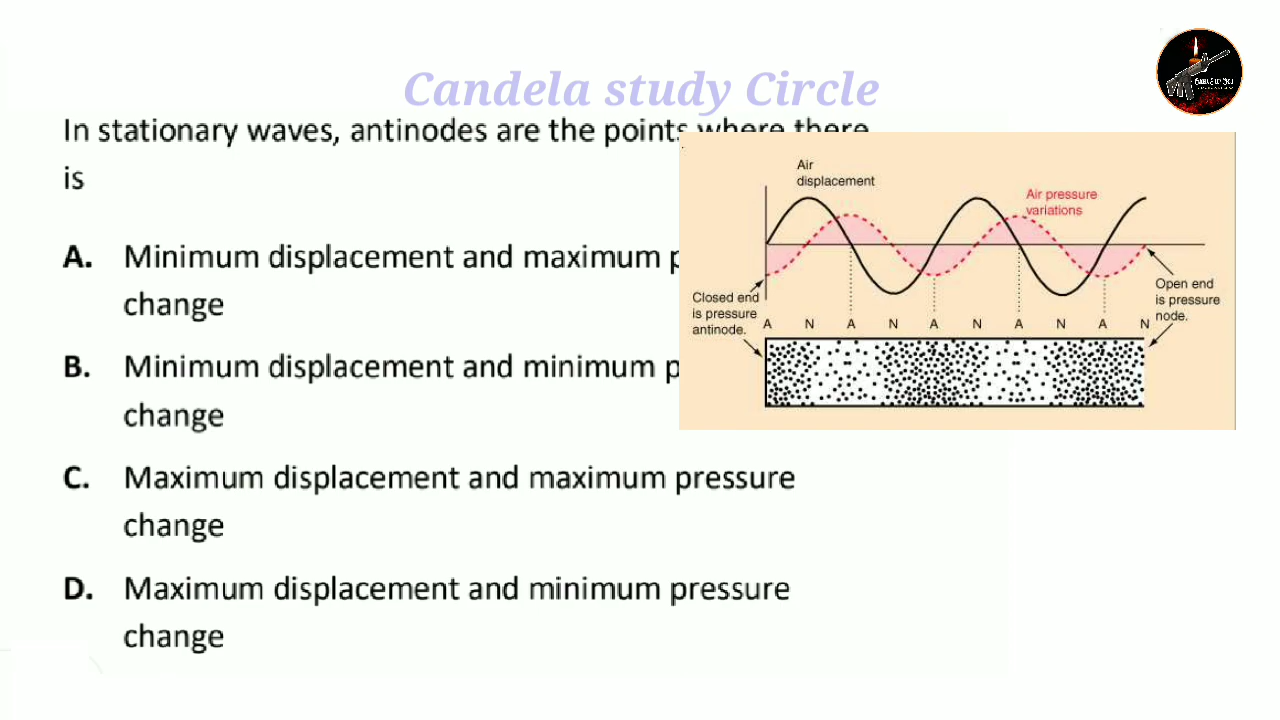 Candela study Circle
In stationary waves, antinodes are the points where there
is
A. Minimum displacement and maximum p
change
B. Minimum displacement and minimum p
change
C. Maximum displacement and maximum pressure
change
D. Maximum displacement and minimum pressure
change
Air
displacement
Air pressure
variations
Closed end
is pressure
antinode.
Open end
is pressure
node.
A N A N A N A N A N